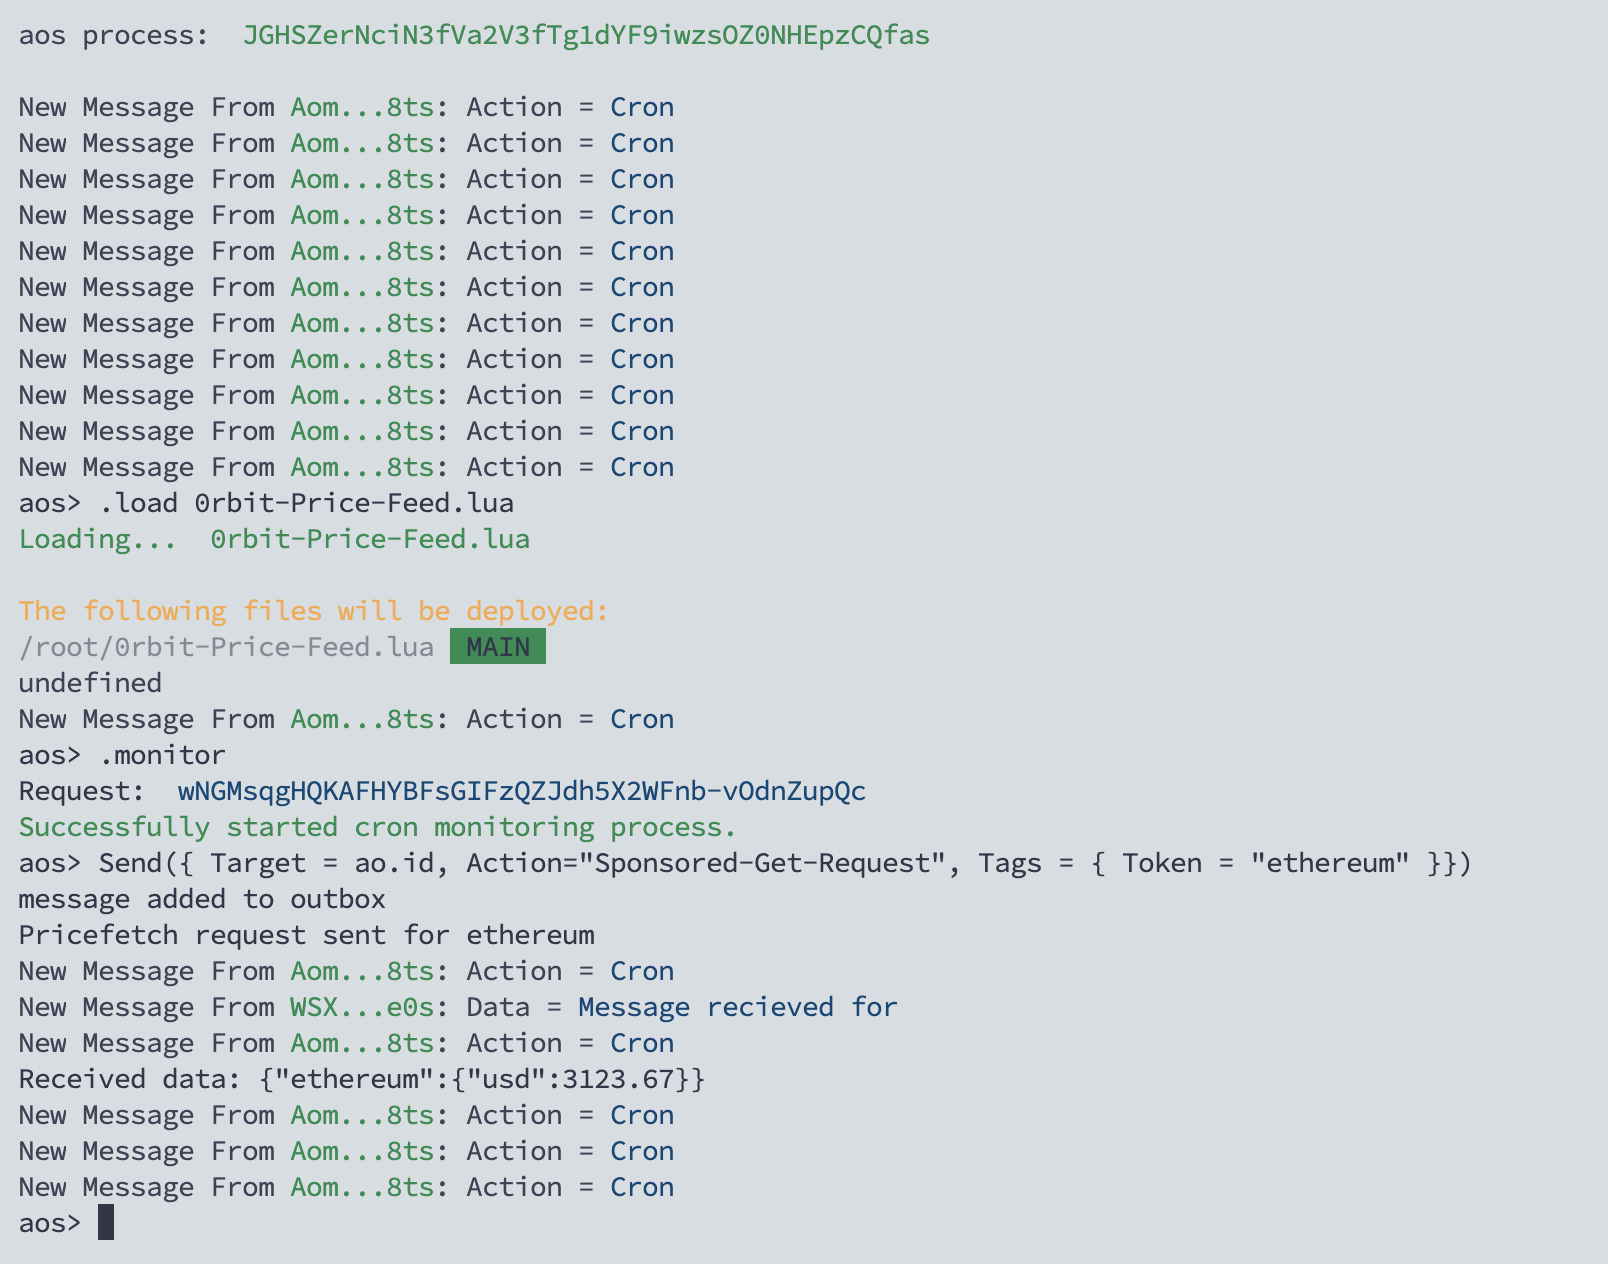 aos process:  JGHSZerNciN3fVa2V3fTg1dYF9iwzsOZ0NHEpzCQfas
New Message From Aom...8ts: Action = Cron
New Message From Aom...8ts: Action = Cron
New Message From Aom...8ts: Action = Cron
New Message From Aom...8ts: Action = Cron
New Message From Aom...8ts: Action = Cron
New Message From Aom...8ts: Action = Cron
New Message From Aom...8ts: Action = Cron
New Message From Aom...8ts: Action = Cron
New Message From Aom...8ts: Action = Cron
New Message From Aom...8ts: Action = Cron
New Message From Aom...8ts: Action = Cron
aos> .load 0rbit-Price-Feed.lua
Loading...  0rbit-Price-Feed.lua
The following files will be deployed:
/root/0rbit-Price-Feed.lua MAIN
undefined
New Message From Aom...8ts: Action = Cron
aos> .monitor
Request:  wNGMsqgHQKAFHYBFsGIFzQZJdh5X2WFnb-vOdnZupQc
Successfully started cron monitoring process.
aos> Send({ Target = ao.id, Action="Sponsored-Get-Request", Tags = { Token = "ethereum" }})
message added to outbox
Pricefetch request sent for ethereum
New Message From Aom...8ts: Action = Cron
New Message From WSX...e0s: Data = Message recieved for
New Message From Aom...8ts: Action = Cron
Received data: {"ethereum":{"usd":3123.67}}
New Message From Aom...8ts: Action = Cron
New Message From Aom...8ts: Action = Cron
New Message From Aom...8ts: Action = Cron
aos>